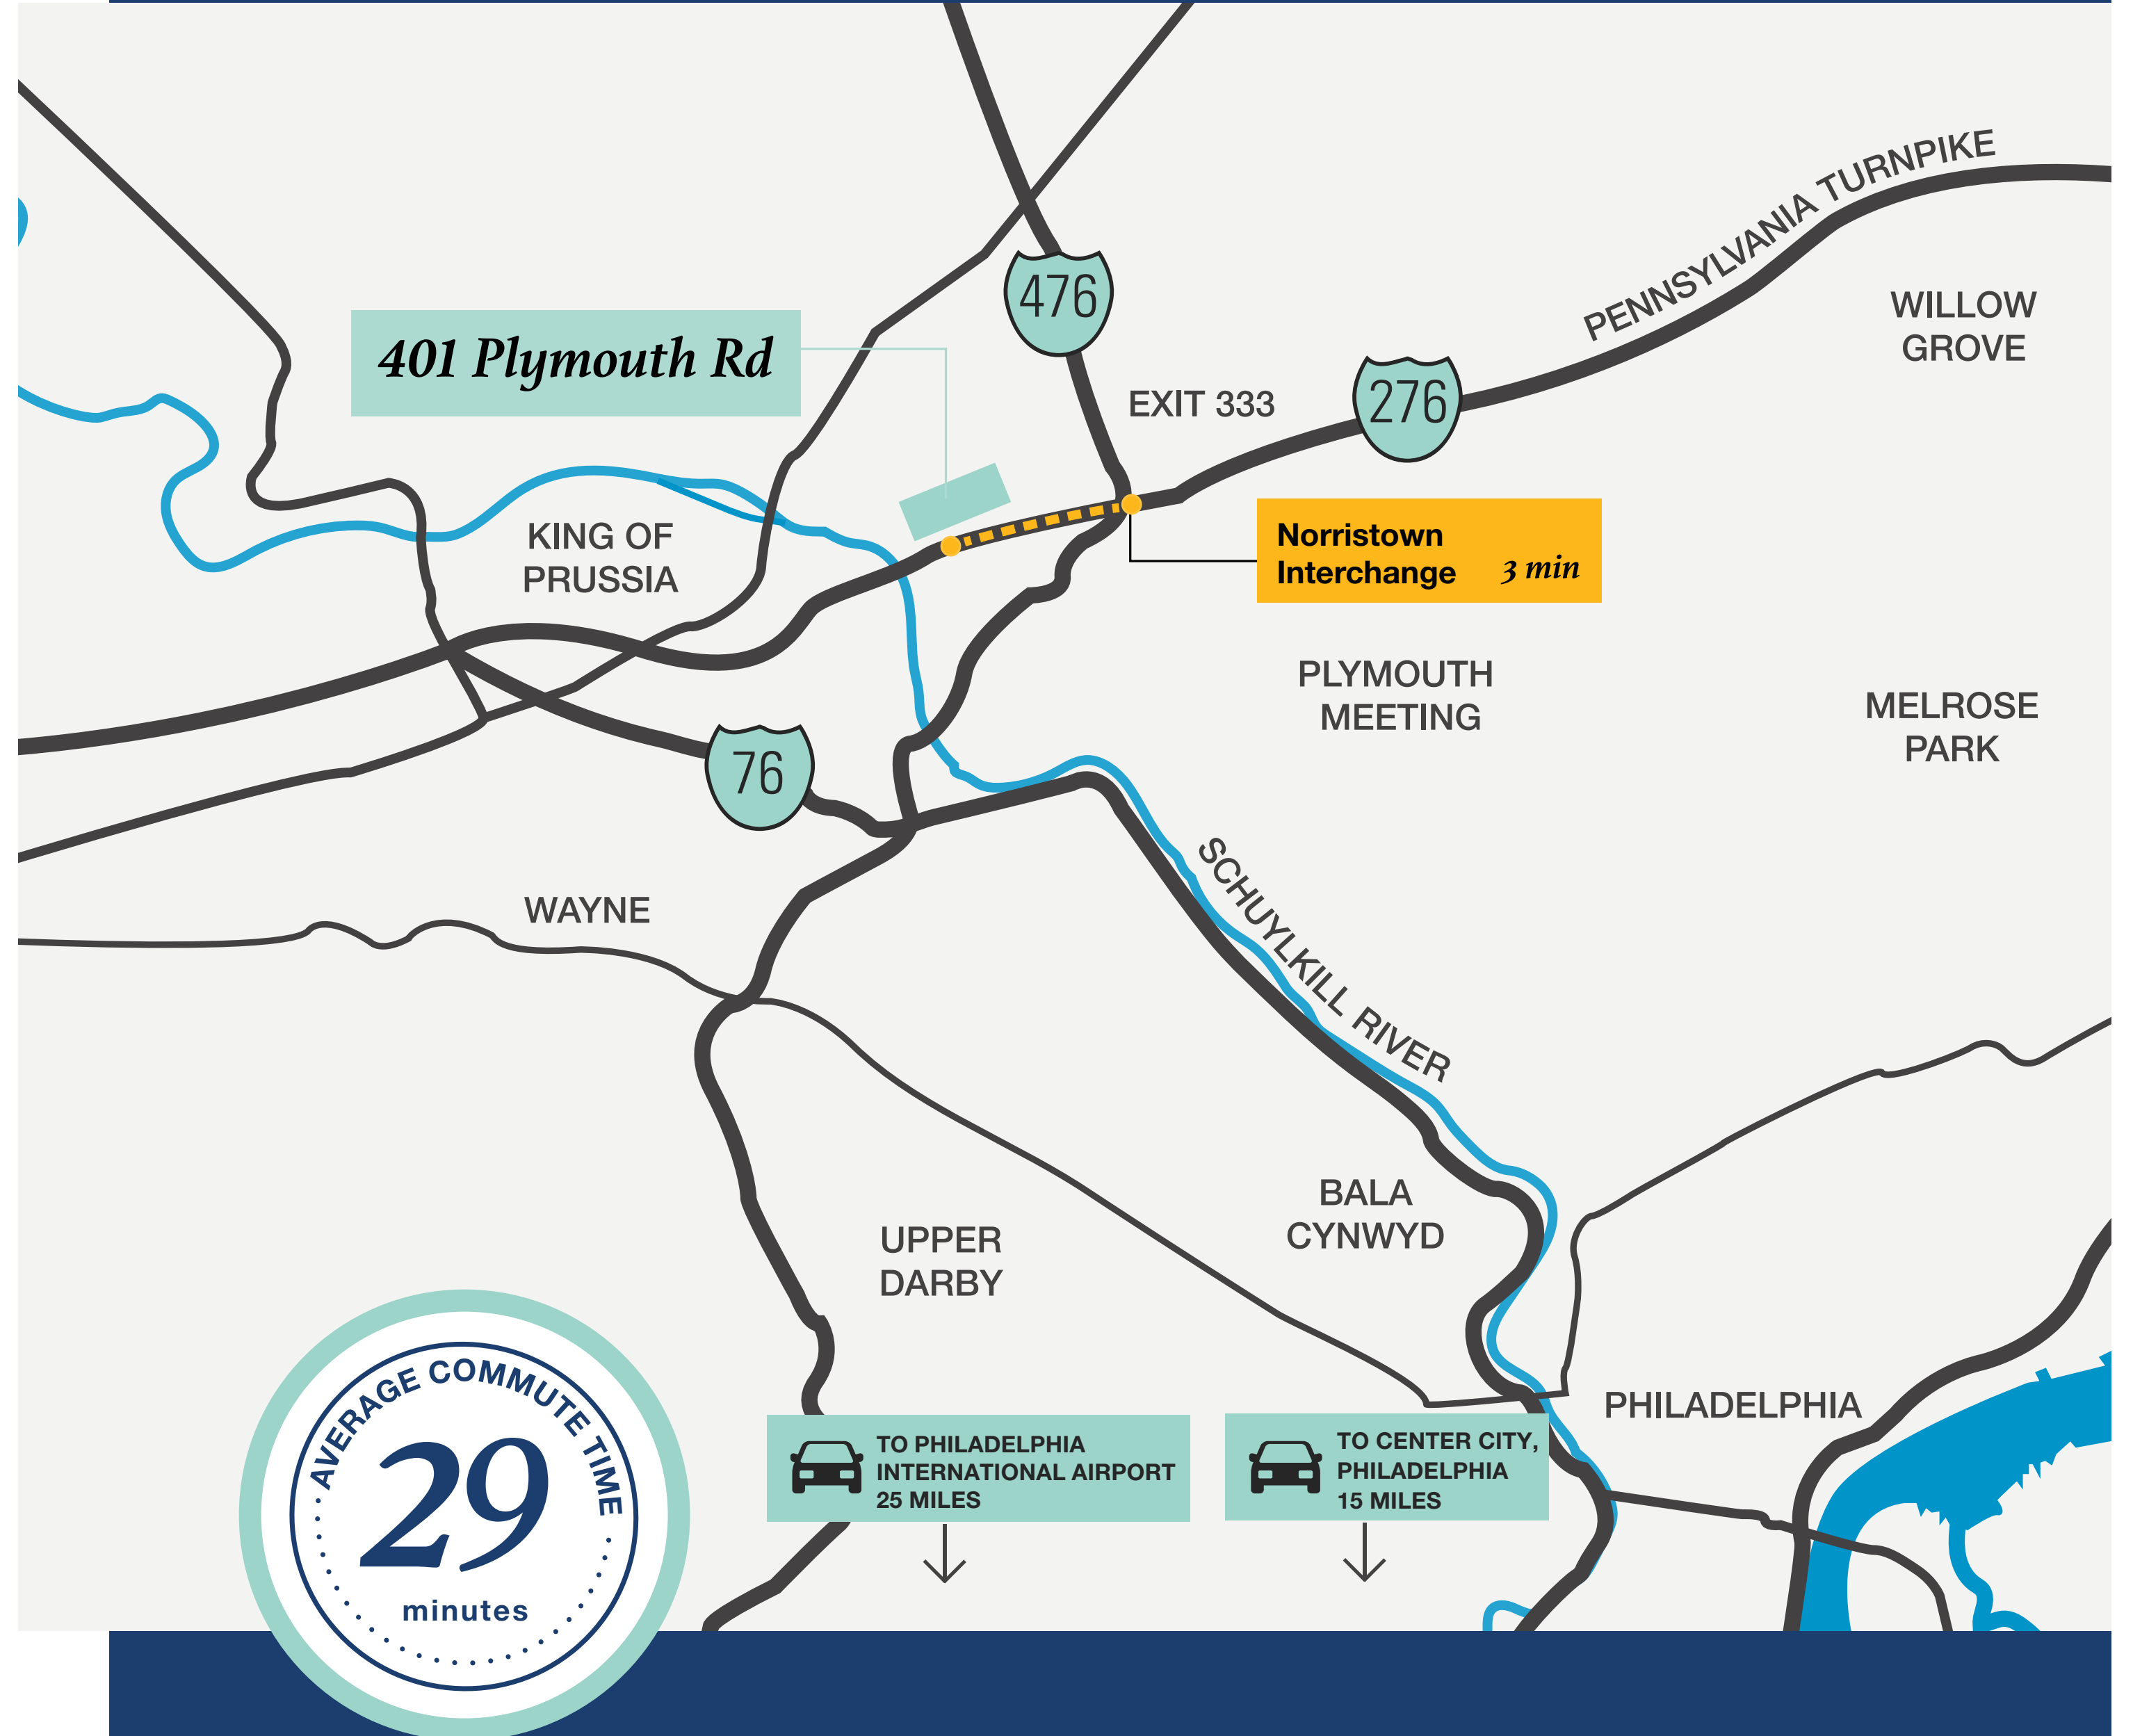 PENNSYLVANIA TURNPIKE
476
WILLOW
GROVE
401 Plymouth Rd
EXIT 333
276
KING OF
PRUSSIA
Norristown
Interchange 3 min
PLYMOUTH
MEETING
MELROSE
PARK
76
SCHUYLKILL RIVER
WAYNE
BALA
CYNWYD
UPPER
DARBY
PHILADELPHIA
AVERAGE COMMUTE TIME
29
minutes
TO PHILADELPHIA
INTERNATIONAL AIRPORT
25 MILES
TO CENTER CITY,
PHILADELPHIA
15 MILES